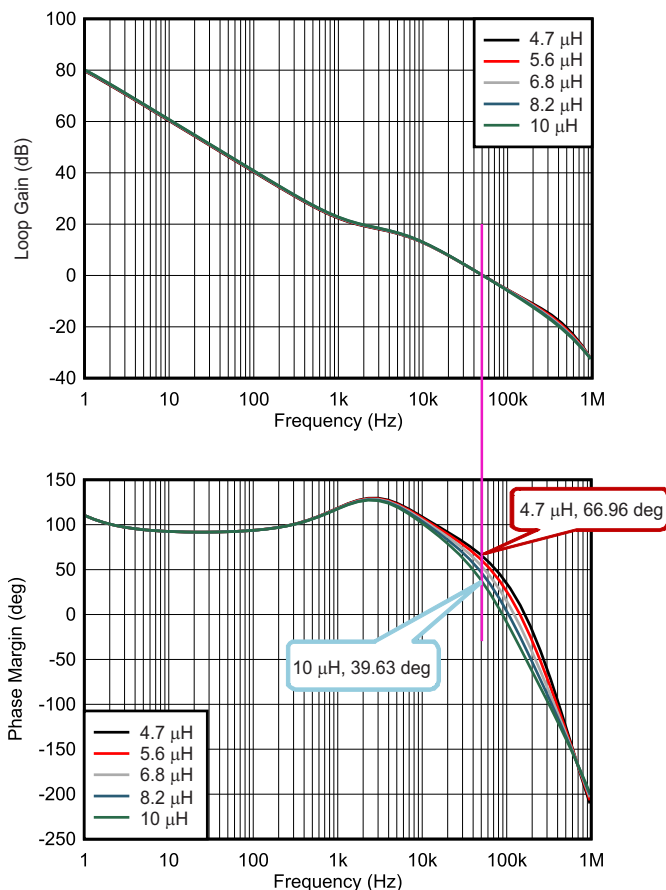 100
80
60
40
20
0
-20
-40
Loop Gain (dB)
4.7 μH
5.6 μH
6.8 μH
8.2 μH
10 μH
1 10 100 1k 10k 100k 1M
Frequency (Hz)
150
100
50
0
-50
-100
-150
-200
-250
Phase Margin (deg)
4.7 μH, 66.96 deg
10 μH, 39.63 deg
4.7 μH
5.6 μH
6.8 μH
8.2 μH
10 μH
1 10 100 1k 10k 100k 1M
Frequency (Hz)